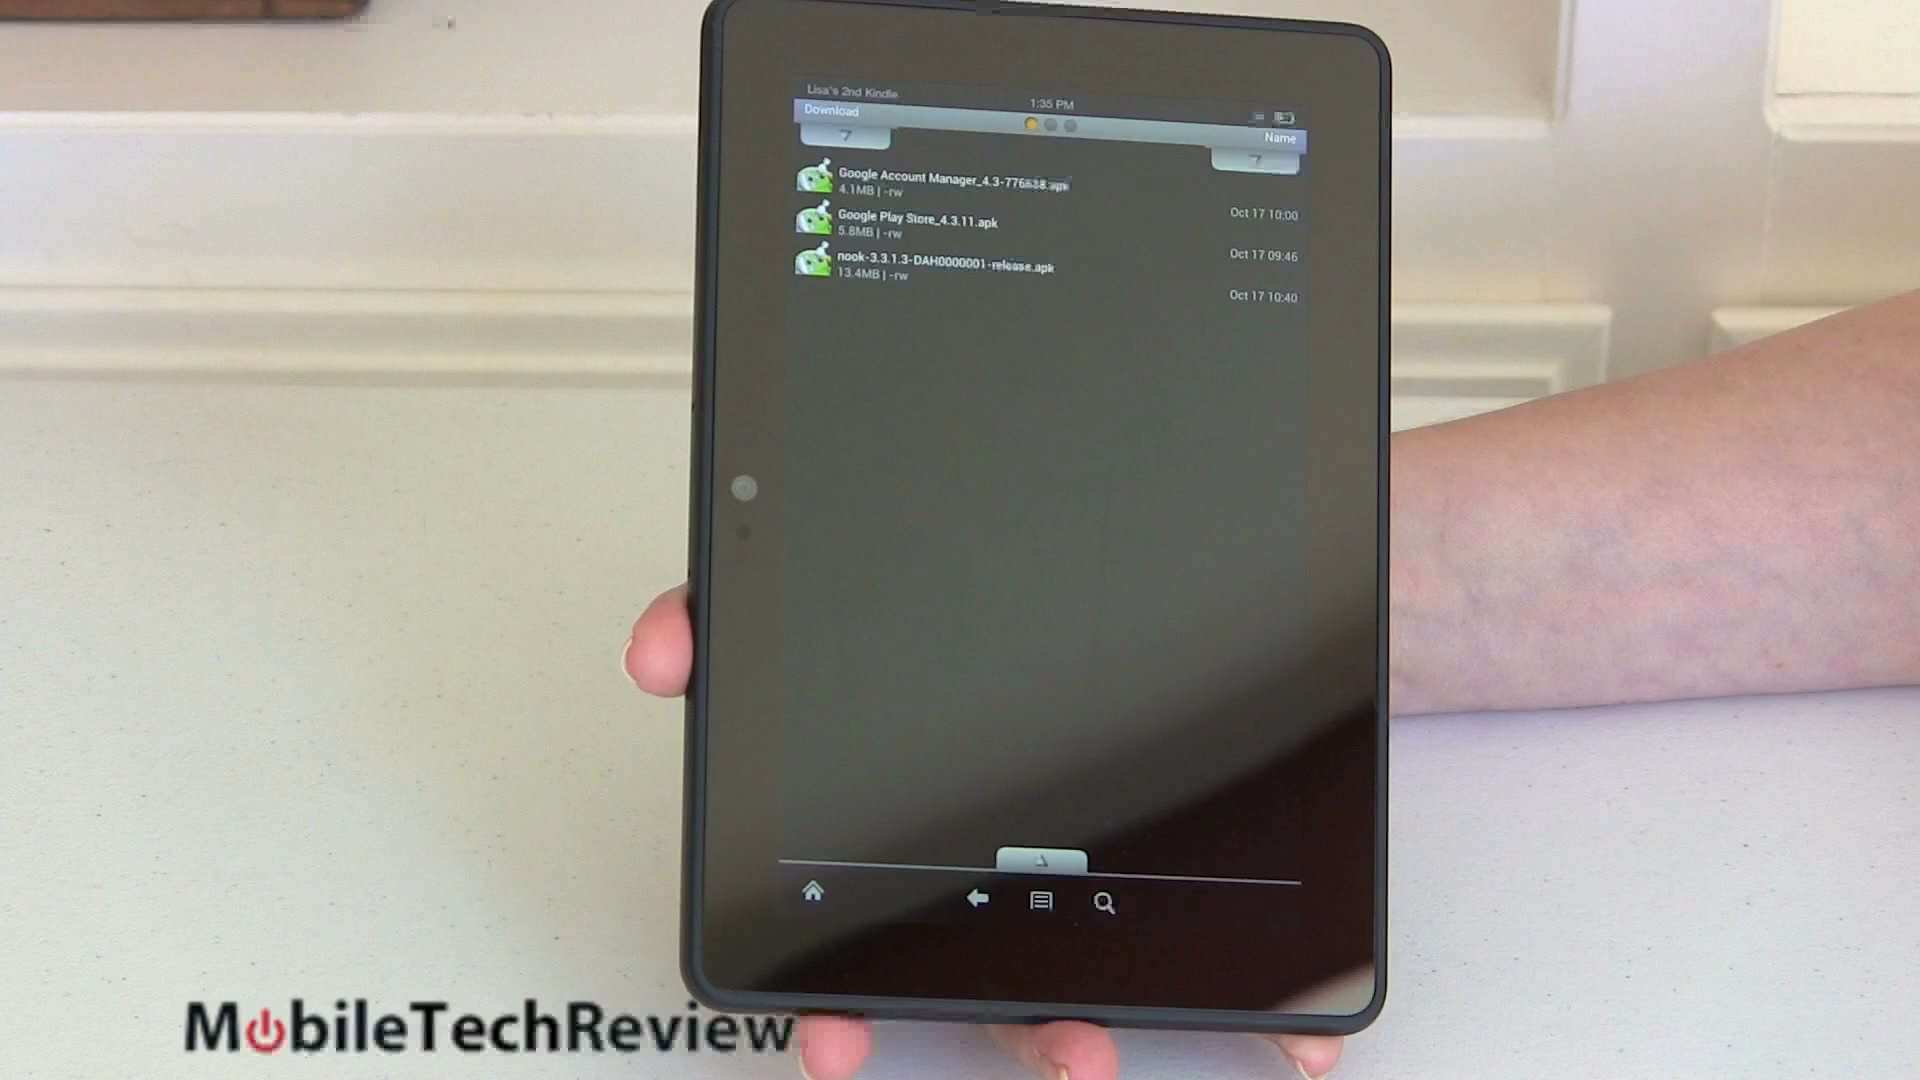 Lisa's 2nd Kindle
1:35 PM
Download
Name
Google Account Manager_4.3-776638.apk
4.1MB | -rw
Oct 17 10:00
Google Play Store_4.3.11.apk
5.8MB | -rw
Oct 17 09:46
nook-3.3.1.3-DAH0000001-release.apk
13.4MB | -rw
Oct 17 10:40
MobileTechReview